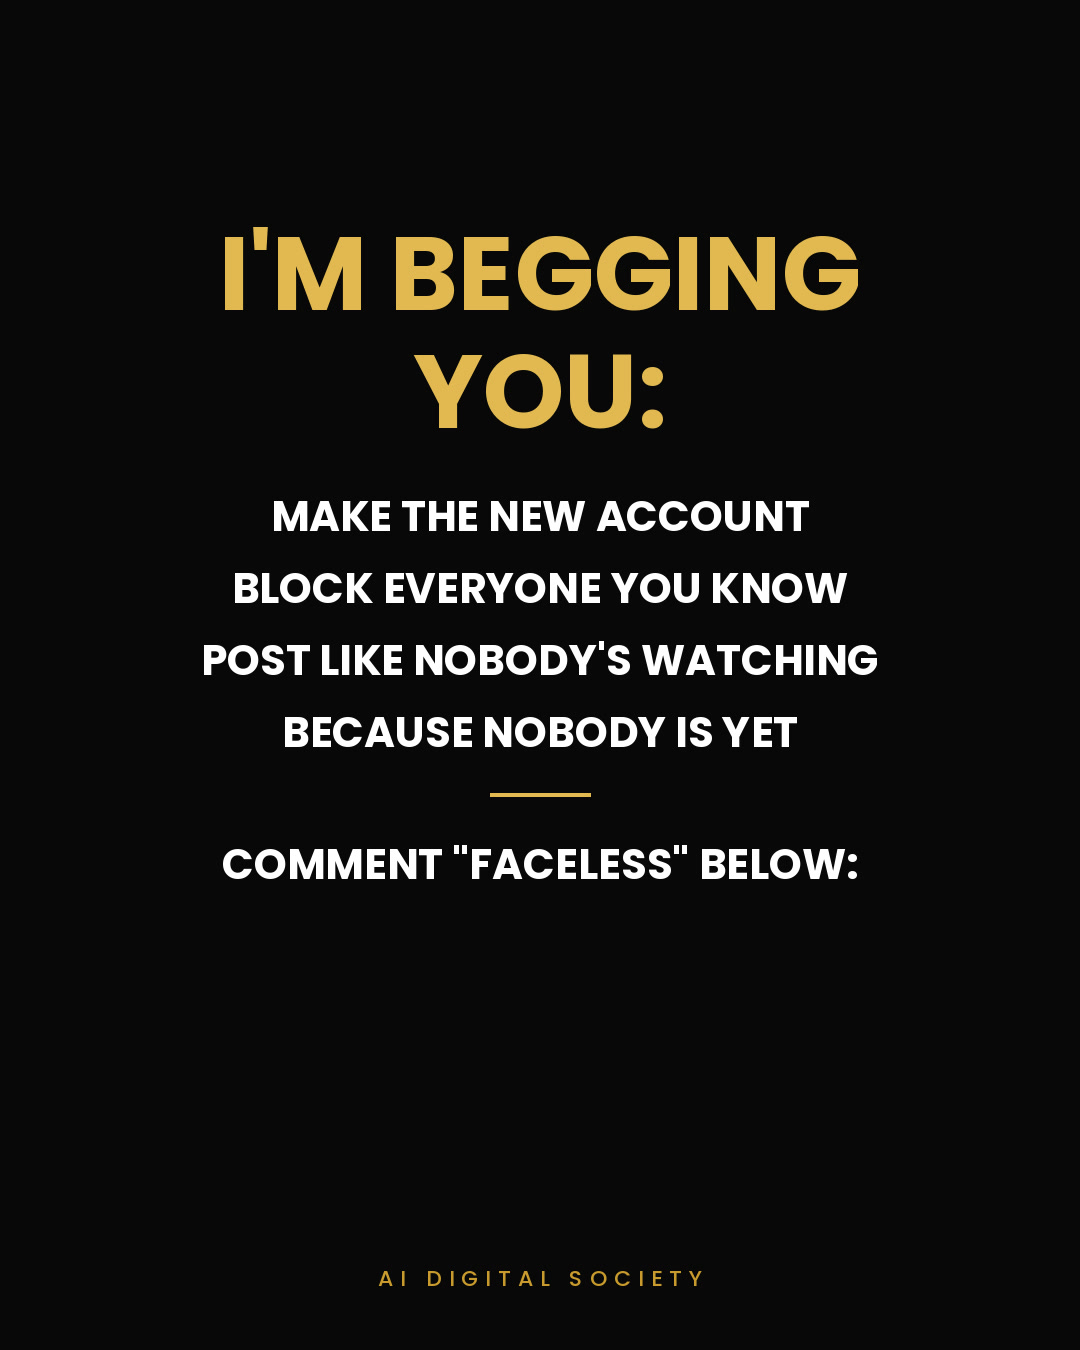 I'M BEGGING
YOU:
MAKE THE NEW ACCOUNT
BLOCK EVERYONE YOU KNOW
POST LIKE NOBODY'S WATCHING
BECAUSE NOBODY IS YET
COMMENT "FACELESS" BELOW:
AI DIGITAL SOCIETY